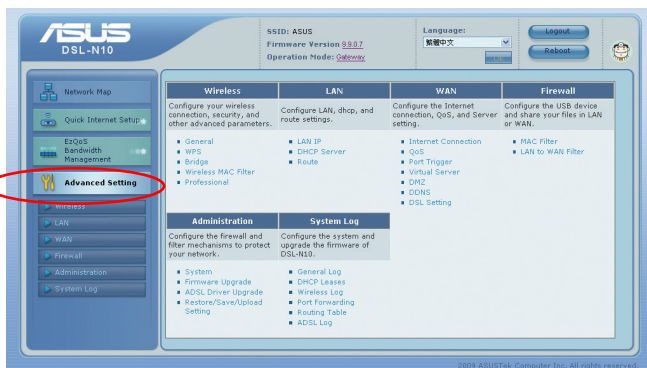 ASUS
DSL-N10
SSID: ASUS
Firmware Version 9.9.0.7
Operation Mode: Gateway
Language:
繁體中文
Logout
Reboot
Network Map
Quick Internet Setup
EzQoS
Bandwidth
Management
Advanced Setting
Wireless
LAN
WAN
Firewall
Administration
System Log
Wireless
Configure your wireless
connection, security, and
other advanced parameters.
General
WPS
Bridge
Wireless MAC Filter
Professional
LAN
Configure LAN, dhcp, and
route settings.
LAN IP
DHCP Server
Route
WAN
Configure the Internet
connection, QoS, and Server
setting.
Internet Connection
QoS
Port Trigger
Virtual Server
DMZ
DDNS
DSL Setting
Firewall
Configure the USB device
and share your files in LAN
or WAN.
MAC Filter
LAN to WAN Filter
Administration
Configure the firewall and
filter mechanisms to protect
your network.
System
Firmware Upgrade
ADSL Driver Upgrade
Restore/Save/Upload
Setting
System Log
Configure the system and
upgrade the firmware of
DSL-N10.
General Log
DHCP Leases
Wireless Log
Port Forwarding
Routing Table
ADSL Log
2009 ASUSTek Computer Inc. All rights reserved.